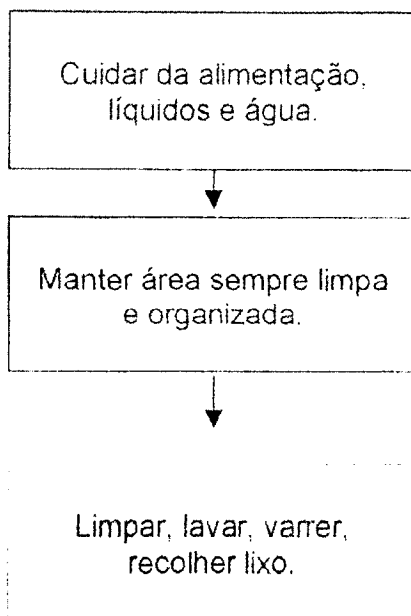 Cuidar da alimentação,
líquidos e água.
Manter área sempre limpa
e organizada.
Limpar, lavar, varrer,
recolher lixo.